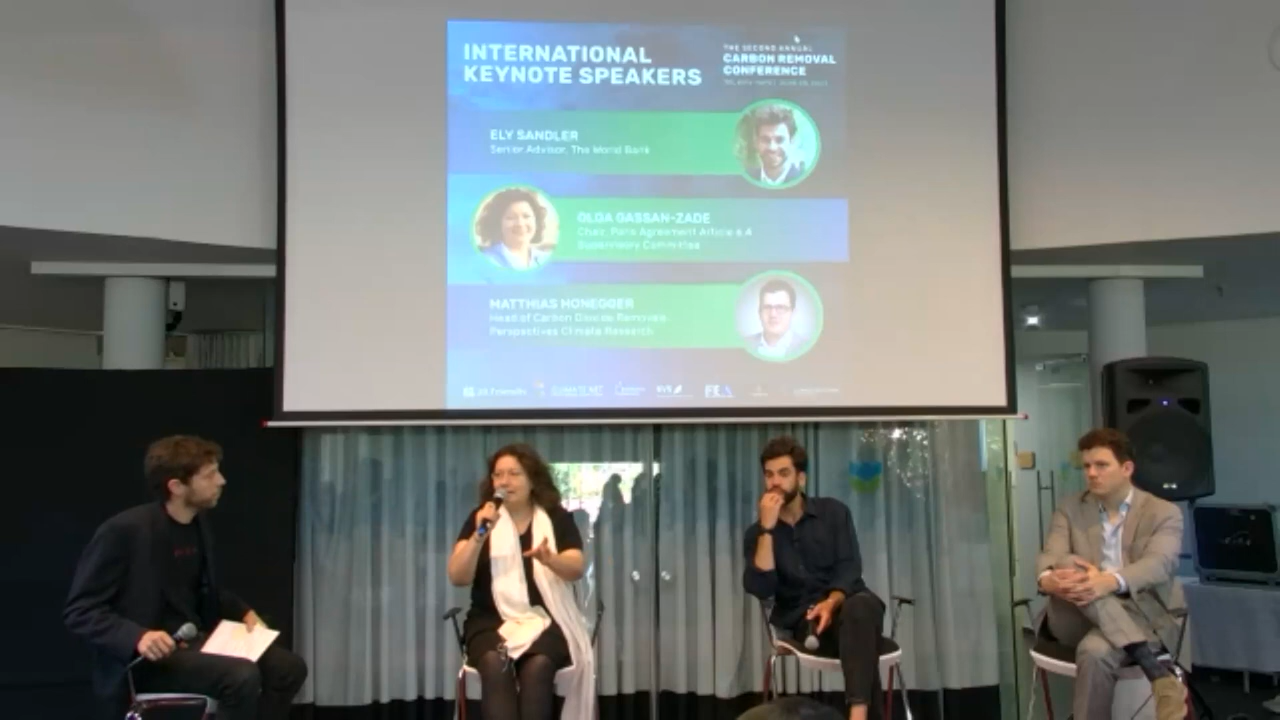 INTERNATIONAL
KEYNOTE SPEAKERS
THE SECOND ANNUAL
CARBON REMOVAL
CONFERENCE
ELY SANDLER
Senior Advisor, The World Bank
OLGA GASSAN-ZADE
Chair, Paris Agreement Article 6.4
Supervisory Committee
MATTHIAS HONEGGER
Head of Carbon Dioxide Removals
Perspectives Climate Research